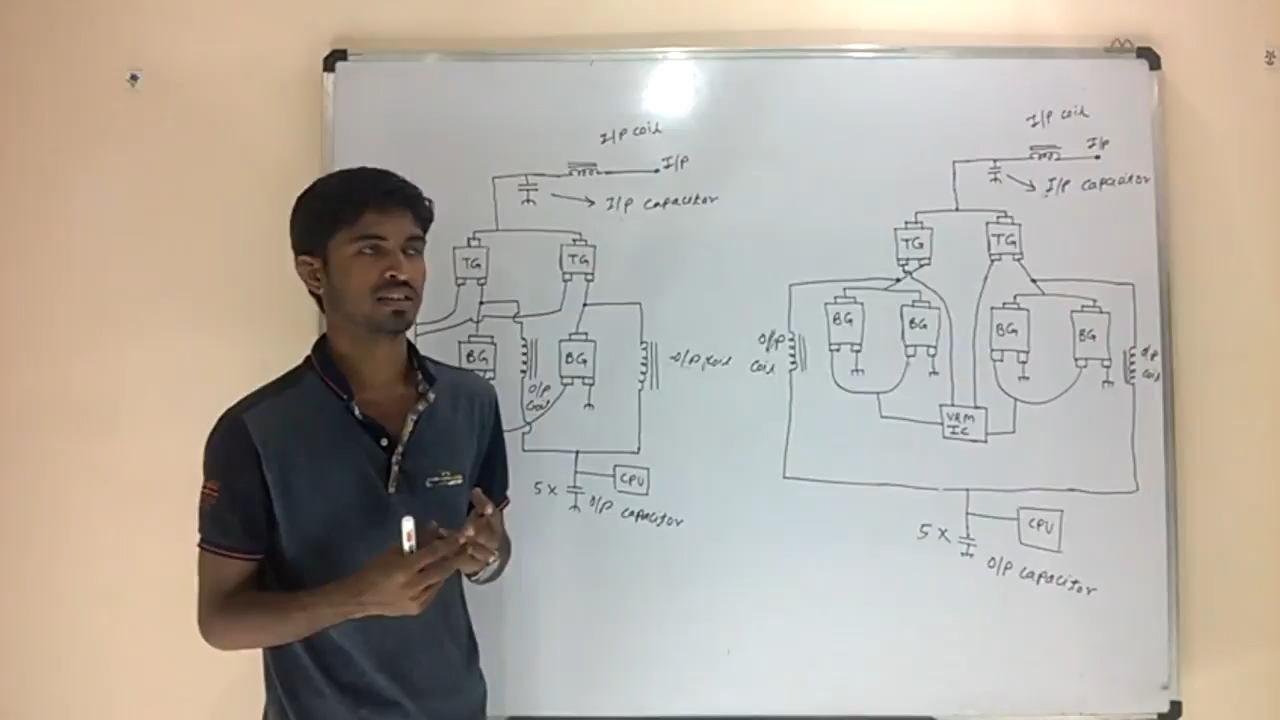 I/P coil
I/P
I/P capacitor
TG
TG
BG
BG
O/P
coil
O/P coil
CPU
5 X
O/P capacitor
I/P coil
I/P
I/P capacitor
TG
TG
BG
BG
BG
BG
O/P
coil
O/P
coil
VRM
IC
CPU
5 X
O/P capacitor